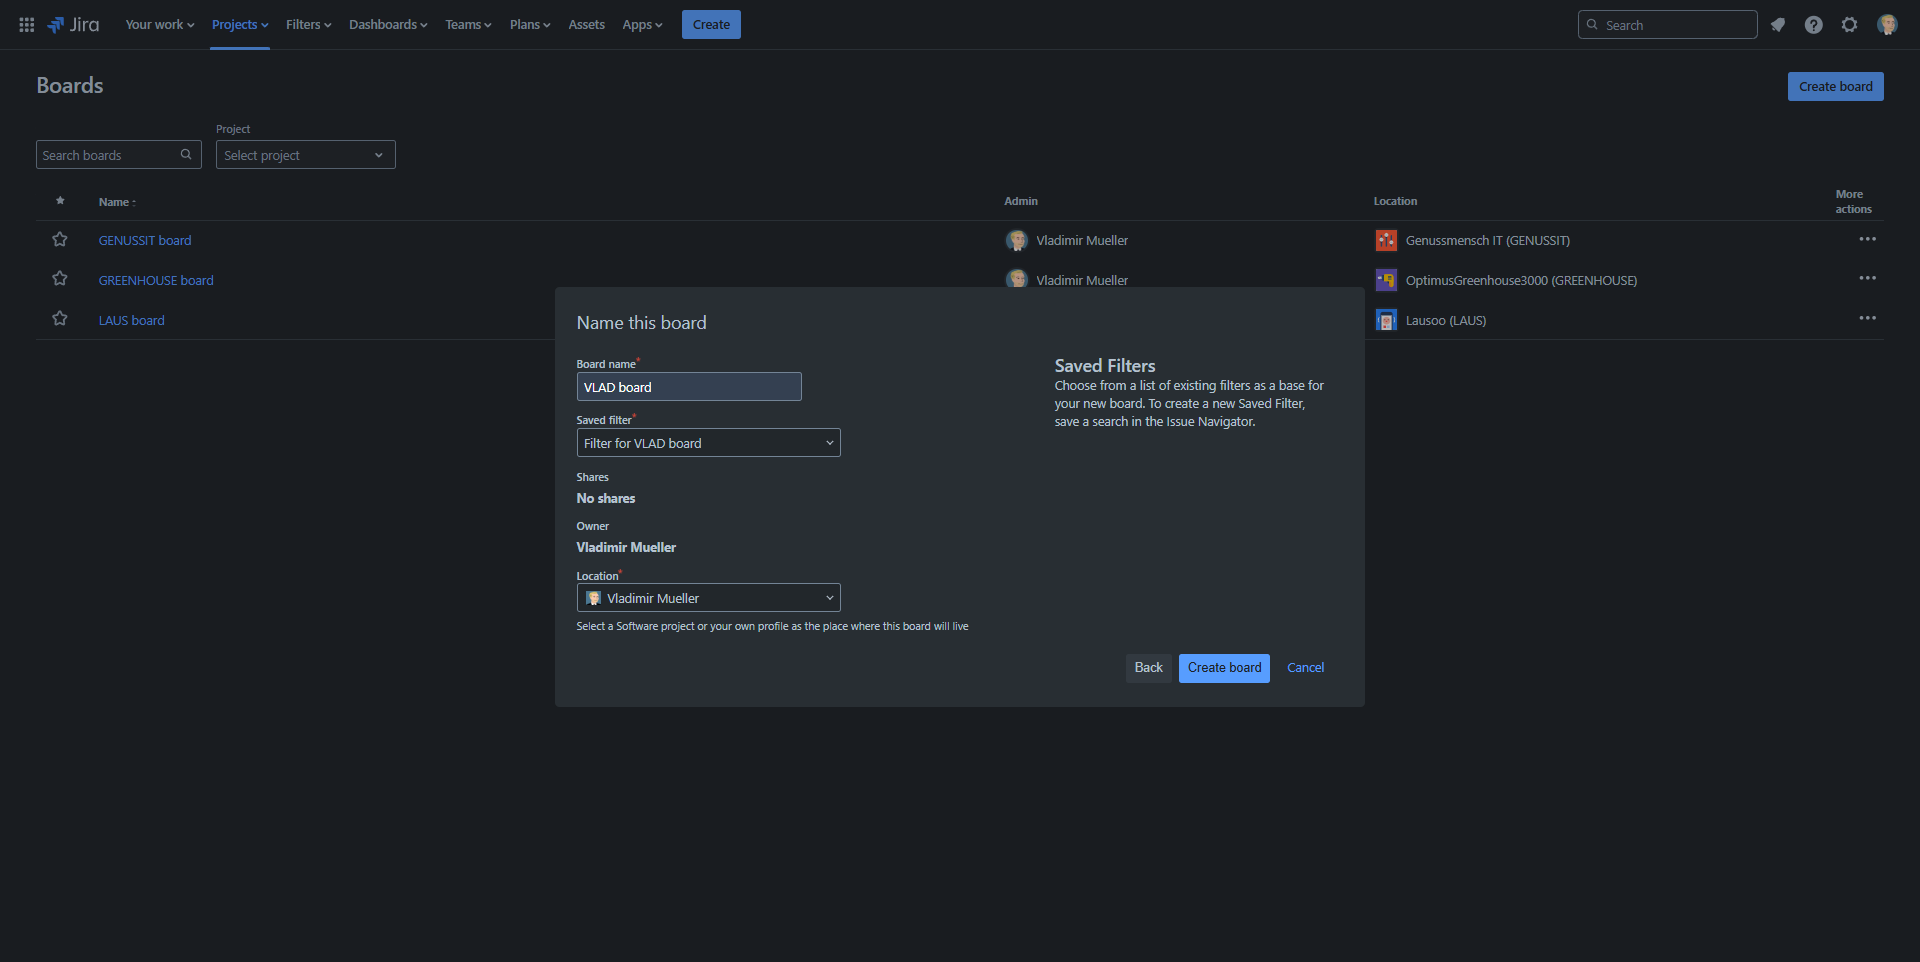 Jira Your work Projects Filters Dashboards Teams Plans Assets Apps Create Search
Boards
Create board
Project
Search boards Select project
Name Admin Location More actions
GENUSSIT board Vladimir Mueller Genussmensch IT (GENUSSIT)
GREENHOUSE board Vladimir Mueller OptimusGreenhouse3000 (GREENHOUSE)
LAUS board Lausoo (LAUS)
Name this board
Board name*
VLAD board
Saved filter*
Filter for VLAD board
Shares
No shares
Owner
Vladimir Mueller
Location*
Vladimir Mueller
Select a Software project or your own profile as the place where this board will live
Saved Filters
Choose from a list of existing filters as a base for
your new board. To create a new Saved Filter,
save a search in the Issue Navigator.
Back Create board Cancel